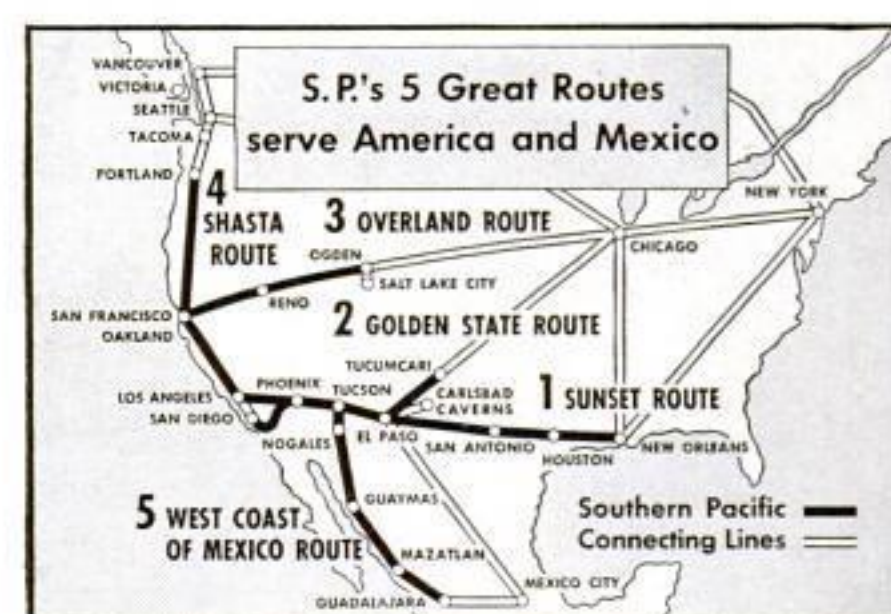 S.P.'s 5 Great Routes
serve America and Mexico
VANCOUVER
VICTORIA
SEATTLE
TACOMA
PORTLAND
4
SHASTA
ROUTE
3 OVERLAND ROUTE
NEW YORK
CHICAGO
OGDEN
SALT LAKE CITY
RENO
SAN FRANCISCO
OAKLAND
2 GOLDEN STATE ROUTE
TUCUMCARI
CARLSBAD
CAVERNS
1 SUNSET ROUTE
LOS ANGELES
SAN DIEGO
PHOENIX
TUCSON
NOGALES
EL PASO
SAN ANTONIO
HOUSTON
NEW ORLEANS
GUAYMAS
5 WEST COAST
OF MEXICO ROUTE
MAZATLAN
GUADALAJARA
MEXICO CITY
Southern Pacific
Connecting Lines